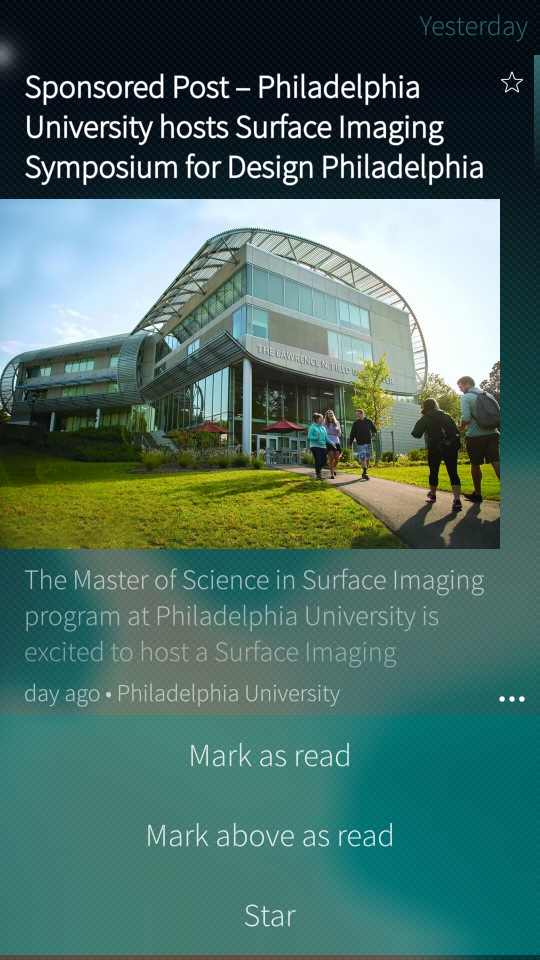 Yesterday
Sponsored Post – Philadelphia
University hosts Surface Imaging
Symposium for Design Philadelphia
THE LAWRENCE N. FIELD
The Master of Science in Surface Imaging
program at Philadelphia University is
excited to host a Surface Imaging
day ago • Philadelphia University
Mark as read
Mark above as read
Star